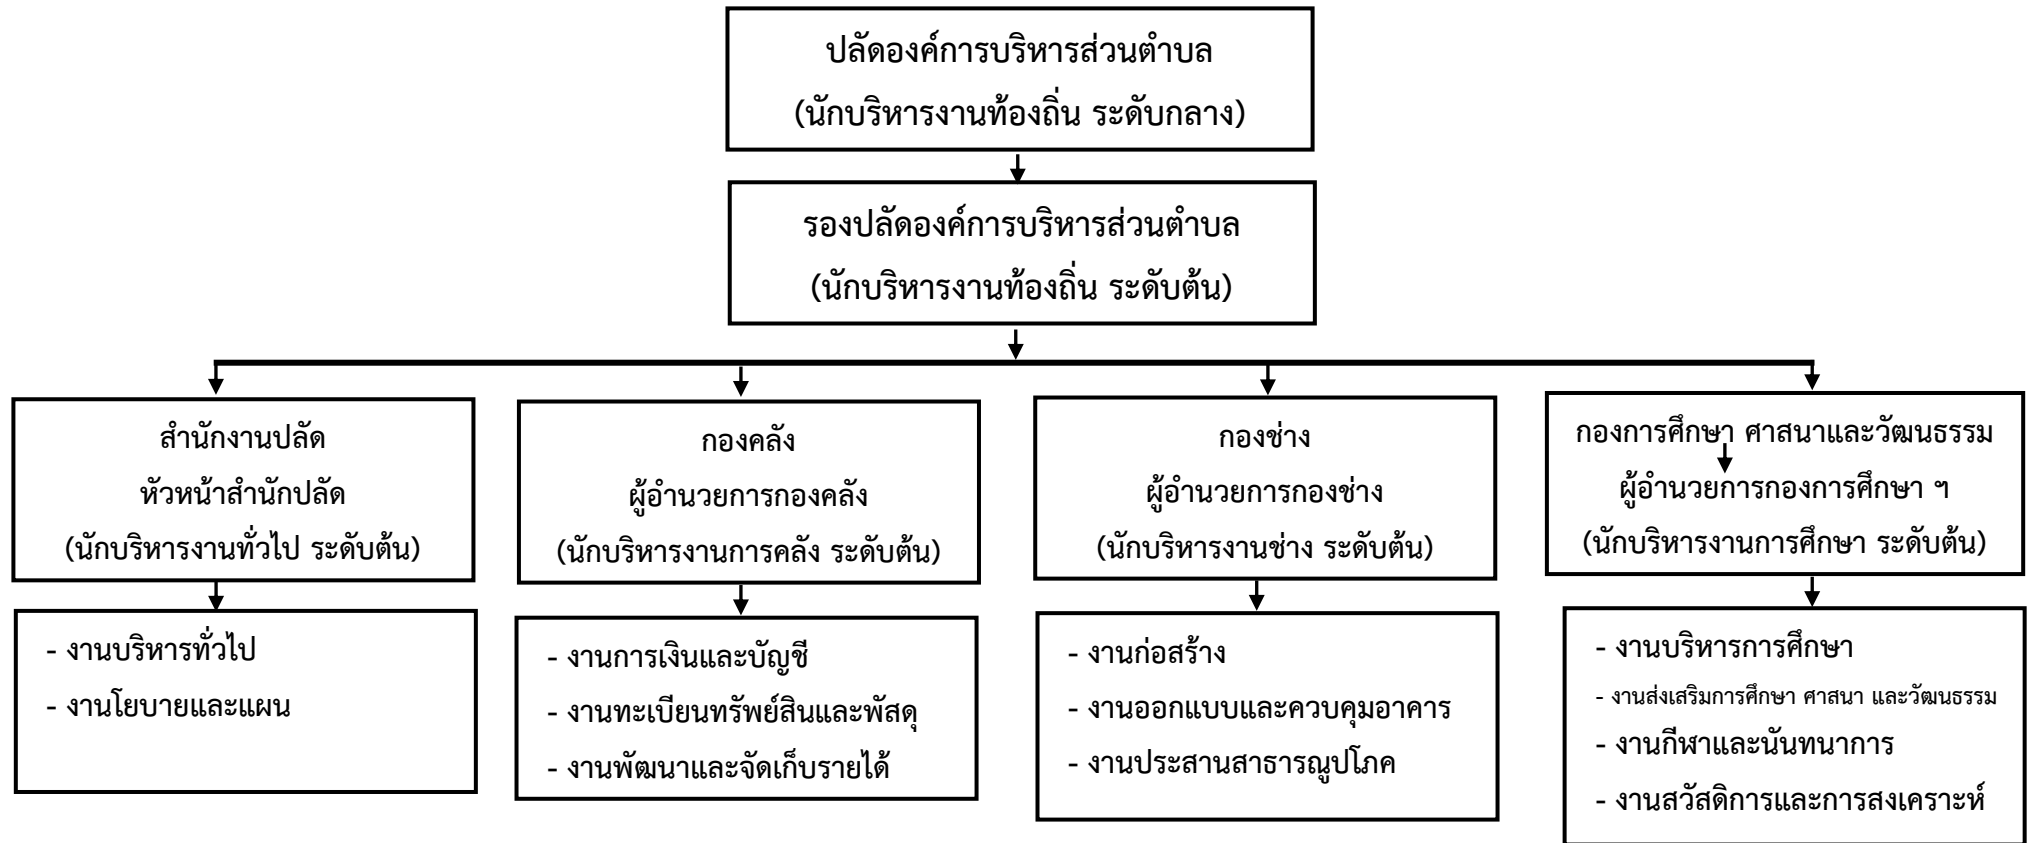 ปลัดองค์การบริหารส่วนตำบล
(นักบริหารงานท้องถิ่น ระดับกลาง)
รองปลัดองค์การบริหารส่วนตำบล
(นักบริหารงานท้องถิ่น ระดับต้น)
สำนักงานปลัด
หัวหน้าสำนักปลัด
(นักบริหารงานทั่วไป ระดับต้น)
กองคลัง
ผู้อำนวยการกองคลัง
(นักบริหารงานการคลัง ระดับต้น)
กองช่าง
ผู้อำนวยการกองช่าง
(นักบริหารงานช่าง ระดับต้น)
กองการศึกษา ศาสนาและวัฒนธรรม
ผู้อำนวยการกองการศึกษา ฯ
(นักบริหารงานการศึกษา ระดับต้น)
- งานบริหารทั่วไป
- งานโยบายและแผน
- งานการเงินและบัญชี
- งานทะเบียนทรัพย์สินและพัสดุ
- งานพัฒนาและจัดเก็บรายได้
- งานก่อสร้าง
- งานออกแบบและควบคุมอาคาร
- งานประสานสาธารณูปโภค
- งานบริหารการศึกษา
- งานส่งเสริมการศึกษา ศาสนา และวัฒนธรรม
- งานกีฬาและนันทนาการ
- งานสวัสดิการและการสงเคราะห์